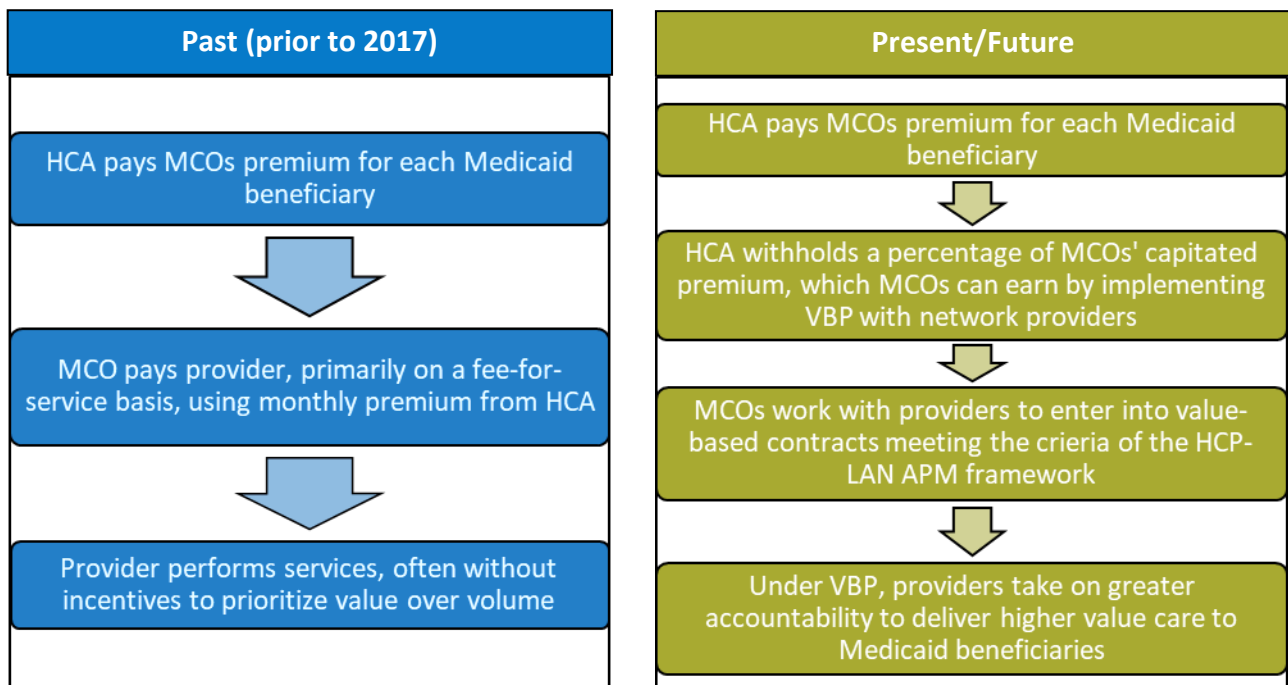 Past (prior to 2017)
HCA pays MCOs premium for each Medicaid
beneficiary
MCO pays provider, primarily on a fee-for-
service basis, using monthly premium from HCA
Provider performs services, often without
incentives to prioritize value over volume
Present/Future
HCA pays MCOs premium for each Medicaid
beneficiary
HCA withholds a percentage of MCOs' capitated
premium, which MCOs can earn by implementing
VBP with network providers
MCOs work with providers to enter into value-
based contracts meeting the crieria of the HCP-
LAN APM framework
Under VBP, providers take on greater
accountability to deliver higher value care to
Medicaid beneficiaries